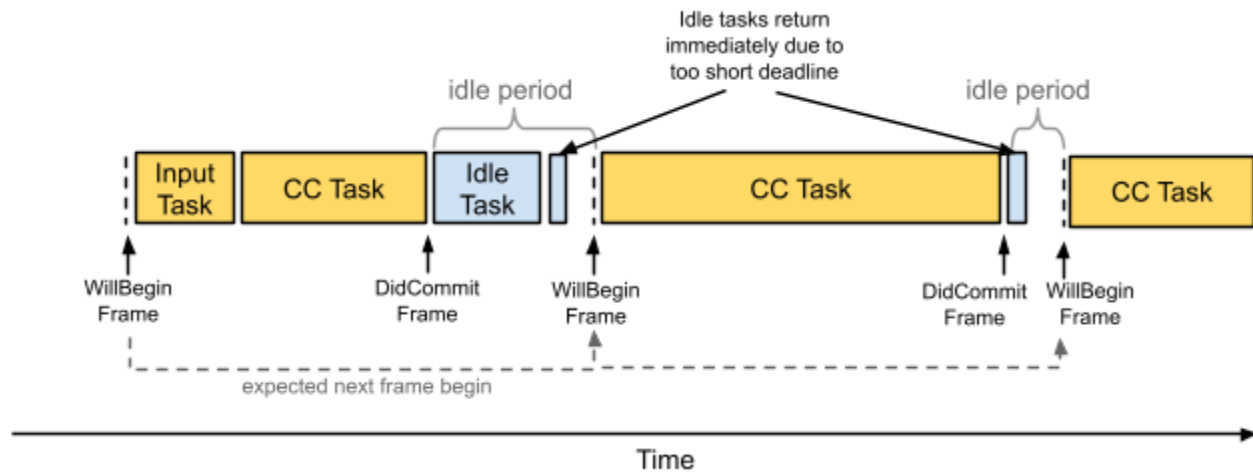 Idle tasks return
immediately due to
too short deadline
idle period
idle period
Input
Task
CC Task
Idle
Task
CC Task
CC Task
WillBegin
Frame
DidCommit
Frame
WillBegin
Frame
DidCommit
Frame
WillBegin
Frame
expected next frame begin
Time